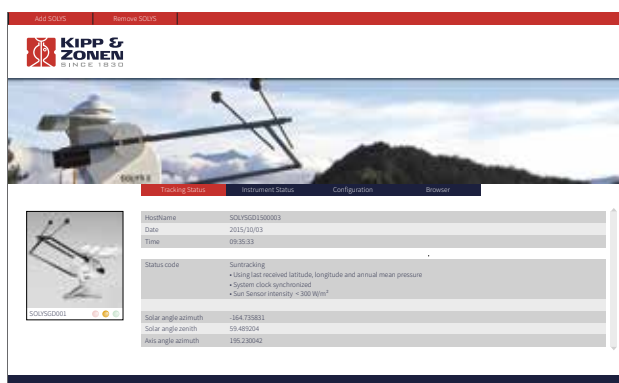 Add SOLYS Remove SOLYS
KIPP &
ZONEN
SINCE 1830
SOLYS 2
Tracking Status Instrument Status Configuration Browser
HostName SOLYSGD1500003
Date 2015/10/03
Time 09:35:33
Status code Suntracking
• Using last received latitude, longitude and annual mean pressure
• System clock synchronized
• Sun Sensor intensity < 300 W/m²
SOLYSGD001
Solar angle azimuth -164.735831
Solar angle zenith 59.489204
Axis angle azimuth 195.230042